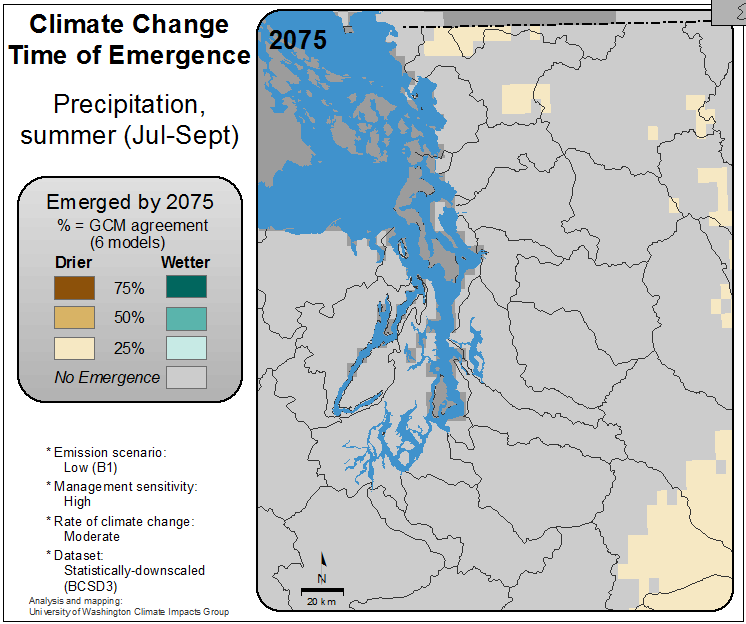 Climate Change
Time of Emergence
Precipitation,
summer (Jul-Sept)
Emerged by 2075
% = GCM agreement
(6 models)
Drier Wetter
75%
50%
25%
No Emergence
* Emission scenario:
Low (B1)
* Management sensitivity:
High
* Rate of climate change:
Moderate
* Dataset:
Statistically-downscaled
(BCSD3)
Analysis and mapping:
University of Washington Climate Impacts Group
2075
N
20 km